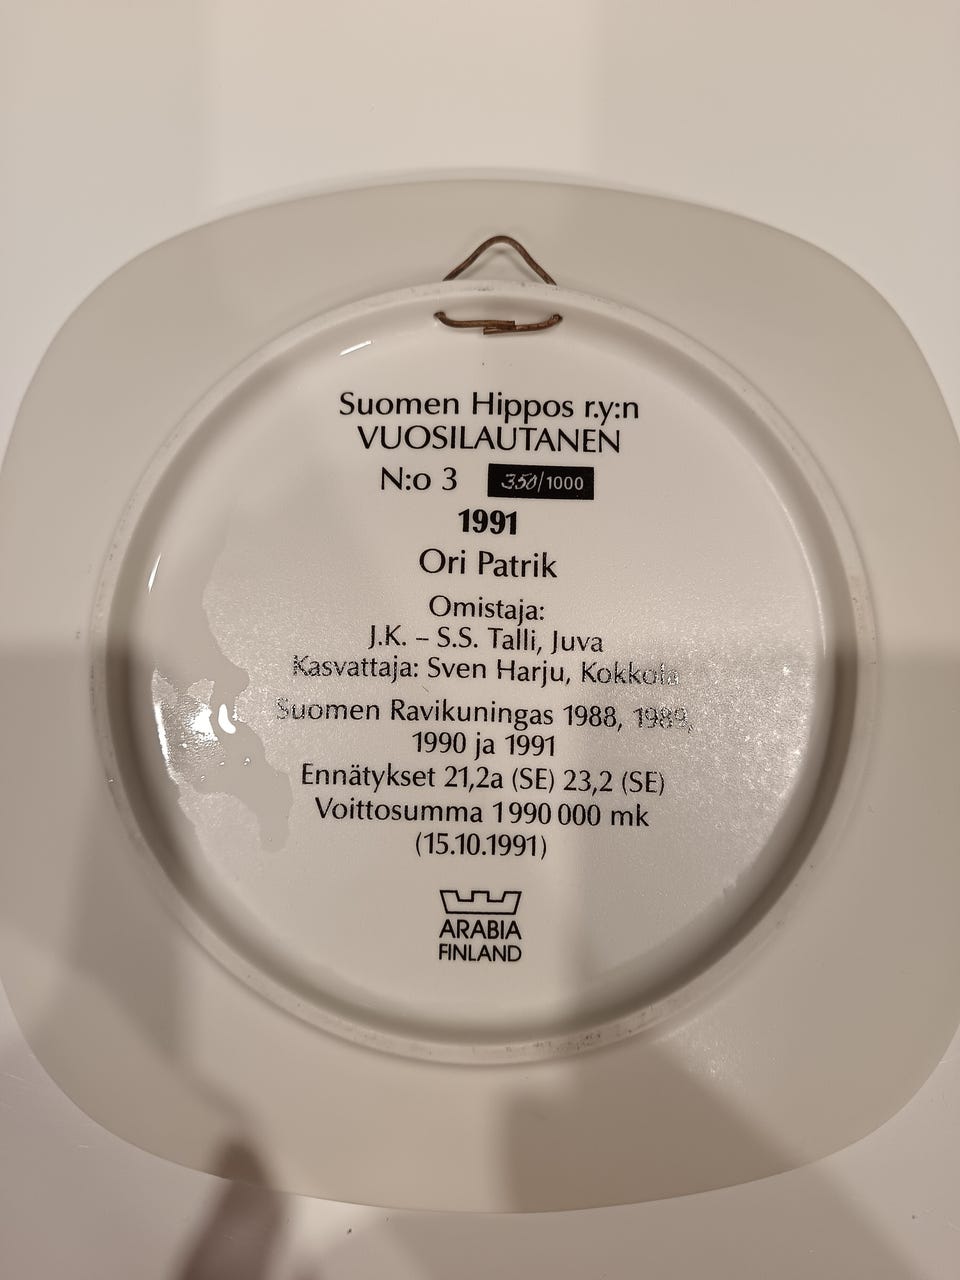 Suomen Hippos r.y:n
VUOSILAUTANEN
N:o 3 350/1000
1991
Ori Patrik
Omistaja:
J.K. – S.S. Talli, Juva
Kasvattaja: Sven Harju, Kokkola
Suomen Ravikuningas 1988, 1989,
1990 ja 1991
Ennätykset 21,2a (SE) 23,2 (SE)
Voittosumma 1 990 000 mk
(15.10.1991)
ARABIA
FINLAND